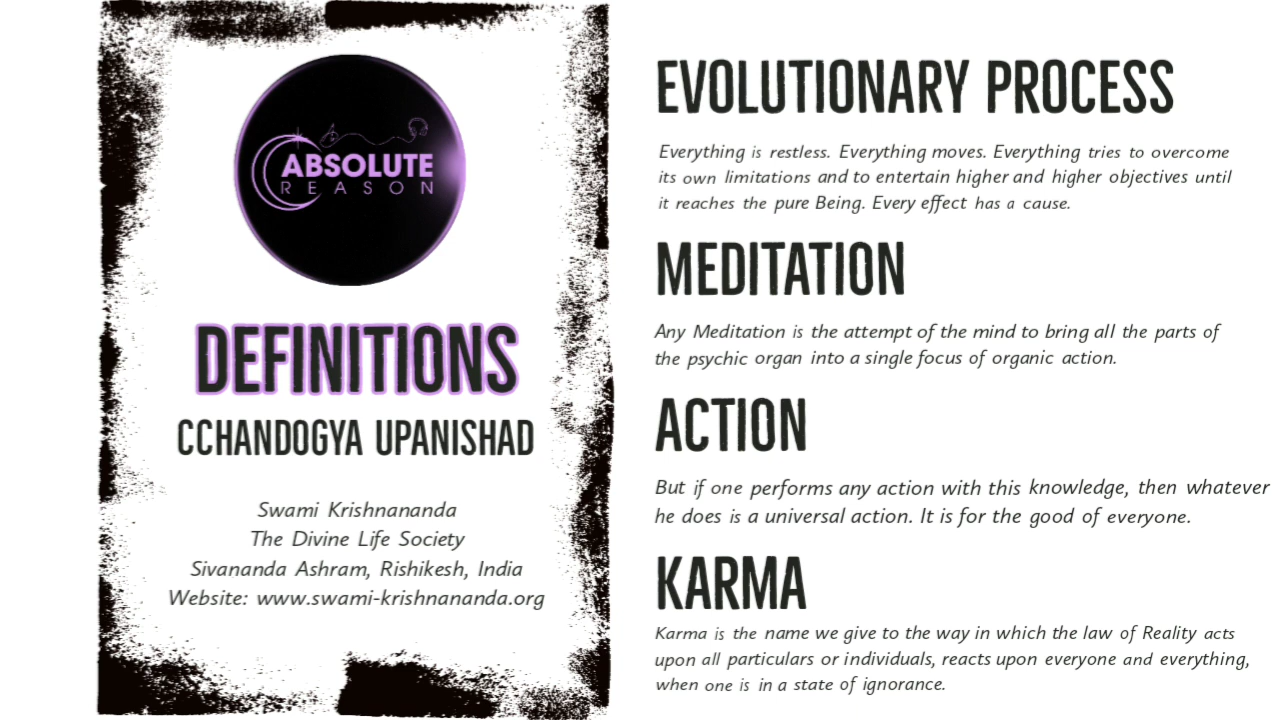 ABSOLUTE
REASON
DEFINITIONS
CCHANDOGYA UPANISHAD
Swami Krishnananda
The Divine Life Society
Sivananda Ashram, Rishikesh, India
Website: www.swami-krishnananda.org
EVOLUTIONARY PROCESS
Everything is restless. Everything moves. Everything tries to overcome
its own limitations and to entertain higher and higher objectives until
it reaches the pure Being. Every effect has a cause.
MEDITATION
Any Meditation is the attempt of the mind to bring all the parts of
the psychic organ into a single focus of organic action.
ACTION
But if one performs any action with this knowledge, then whatever
he does is a universal action. It is for the good of everyone.
KARMA
Karma is the name we give to the way in which the law of Reality acts
upon all particulars or individuals, reacts upon everyone and everything,
when one is in a state of ignorance.